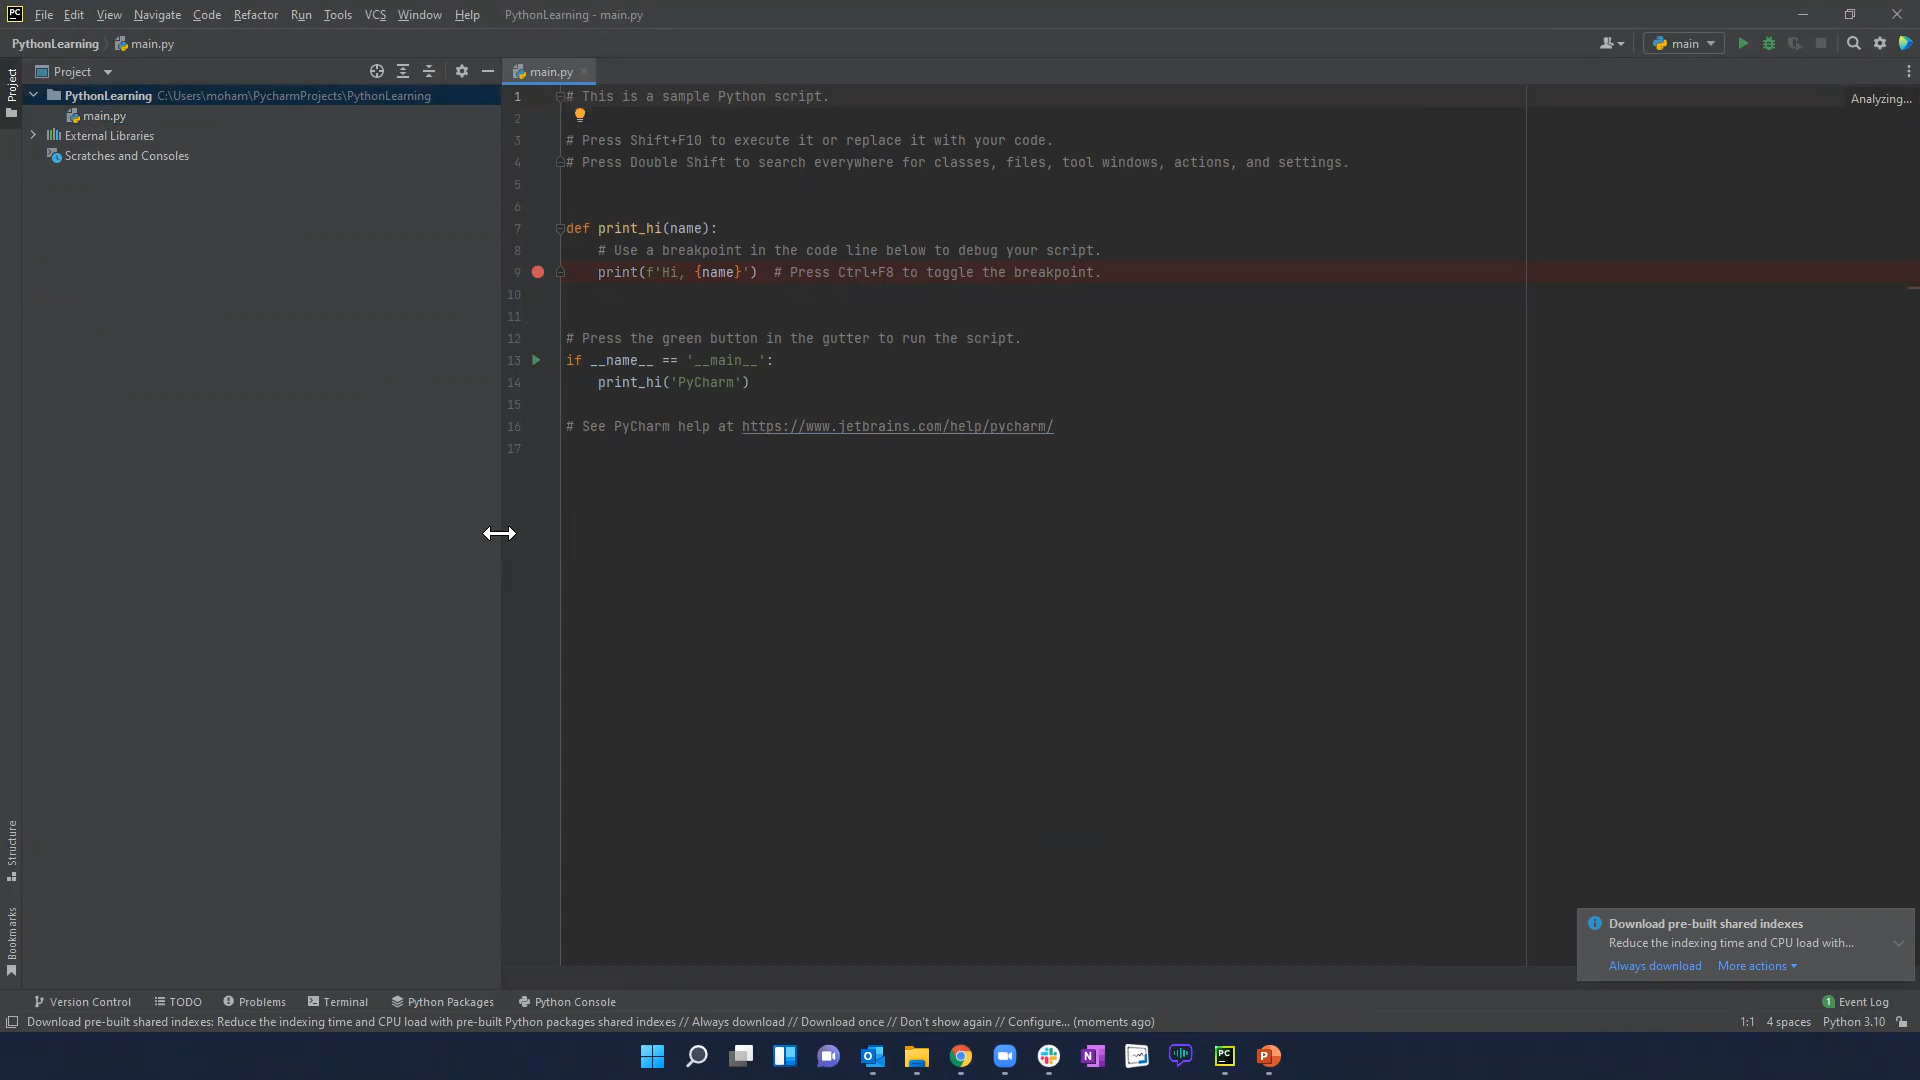 PC File Edit View Navigate Code Refactor Run Tools VCS Window Help PythonLearning - main.py
PythonLearning main.py main
Project
Project
main.py
PythonLearning C:\Users\moham\PycharmProjects\PythonLearning
main.py
External Libraries
Scratches and Consoles
Analyzing...
1 # This is a sample Python script.
2
3 # Press Shift+F10 to execute it or replace it with your code.
4 # Press Double Shift to search everywhere for classes, files, tool windows, actions, and settings.
5
6
7 def print_hi(name):
8 # Use a breakpoint in the code line below to debug your script.
9 print(f'Hi, {name}') # Press Ctrl+F8 to toggle the breakpoint.
10
11
12 # Press the green button in the gutter to run the script.
13 if __name__ == '__main__':
14 print_hi('PyCharm')
15
16 # See PyCharm help at https://www.jetbrains.com/help/pycharm/
17
Structure
Bookmarks
Download pre-built shared indexes
Reduce the indexing time and CPU load with...
Always download More actions
Version Control TODO Problems Terminal Python Packages Python Console 1 Event Log
Download pre-built shared indexes: Reduce the indexing time and CPU load with pre-built Python packages shared indexes // Always download // Download once // Don't show again // Configure... (moments ago) 1:1 4 spaces Python 3.10
N PC P